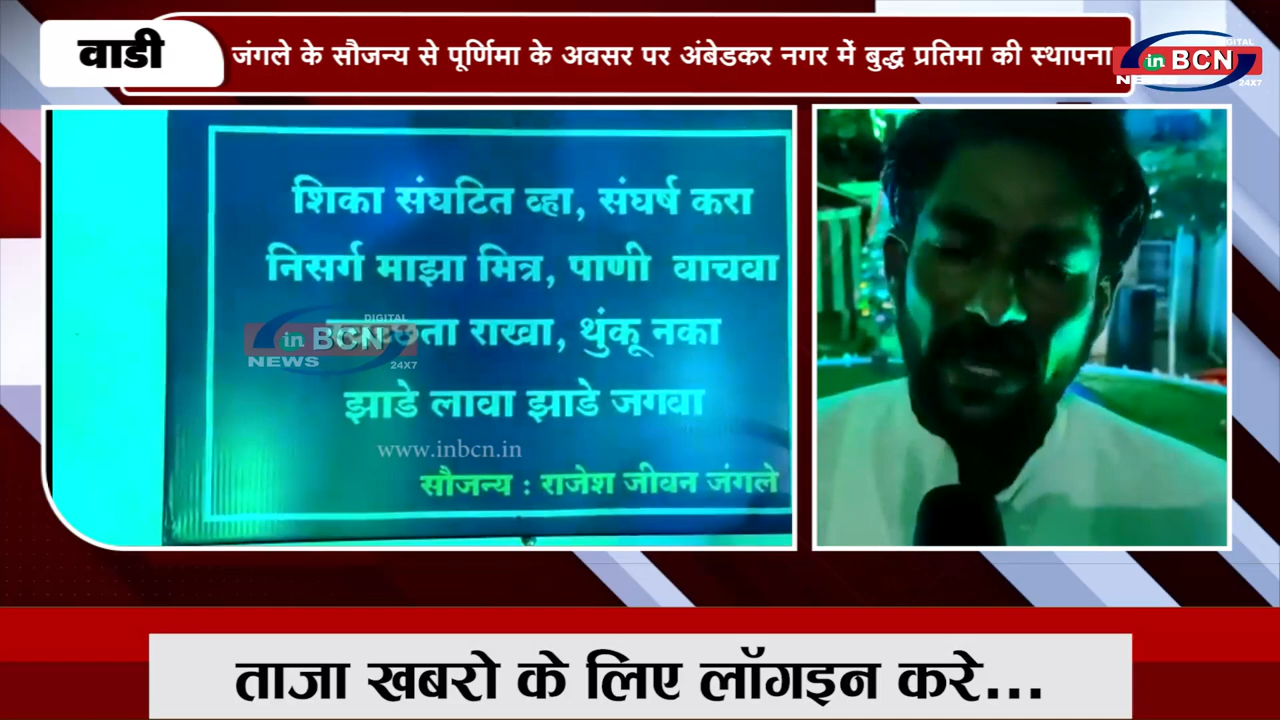 वाडी
जंगले के सौजन्य से पूर्णिमा के अवसर पर अंबेडकर नगर में बुद्ध प्रतिमा की स्थापना
DIGITAL
in BCN
NEWS 24X7
शिका संघटित व्हा, संघर्ष करा
निसर्ग माझा मित्र, पाणी वाचवा
राखा, थुंकू नका
DIGITAL
in BCN
NEWS 24X7
झाडे लावा झाडे जगवा
www.inbcn.in
सौजन्य : राजेश जीवन जंगले
ताजा खबरो के लिए लॉगइन करे...